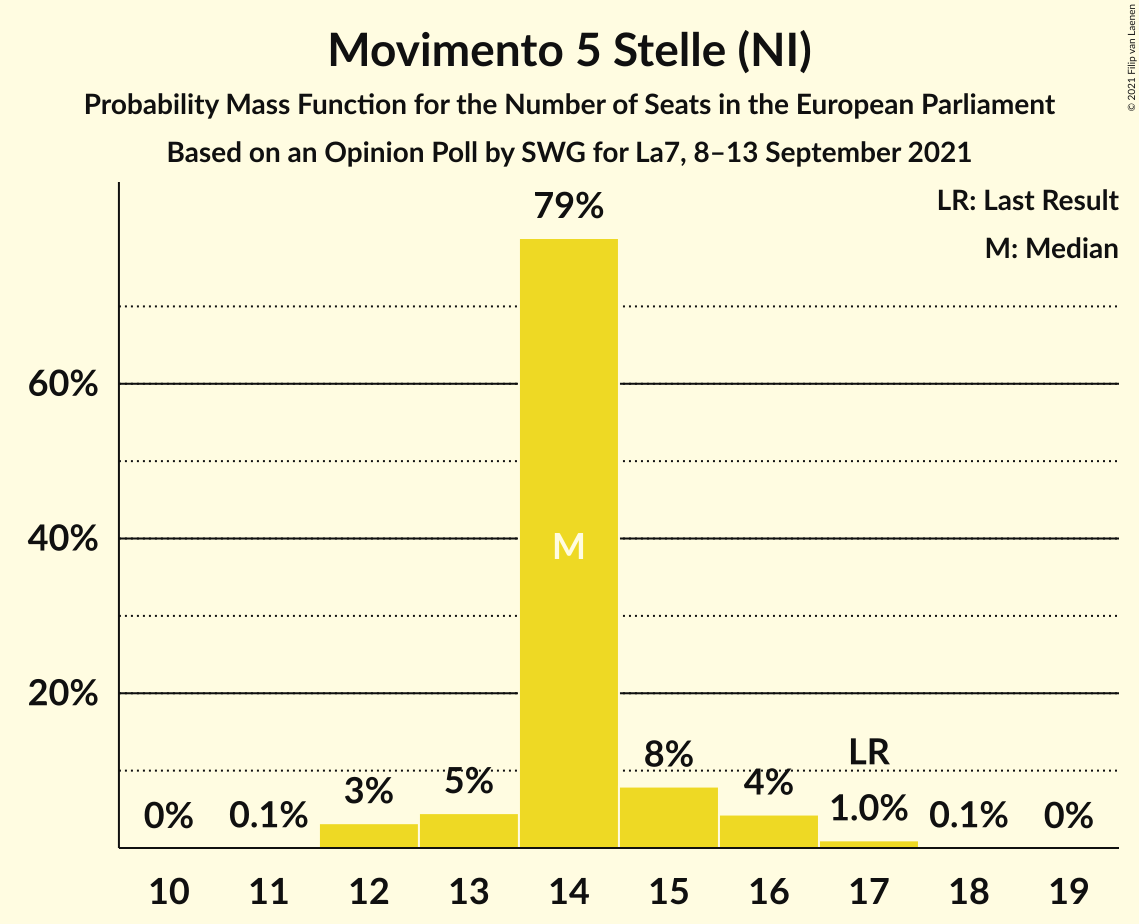 Movimento 5 Stelle (NI)
Probability Mass Function for the Number of Seats in the European Parliament
Based on an Opinion Poll by SWG for La7, 8–13 September 2021
© 2021 Filip van Laenen
LR: Last Result
M: Median
79%
60%
40%
20%
M
LR
0%
0.1%
3%
5%
8%
4%
1.0%
0.1%
0%
10 11 12 13 14 15 16 17 18 19